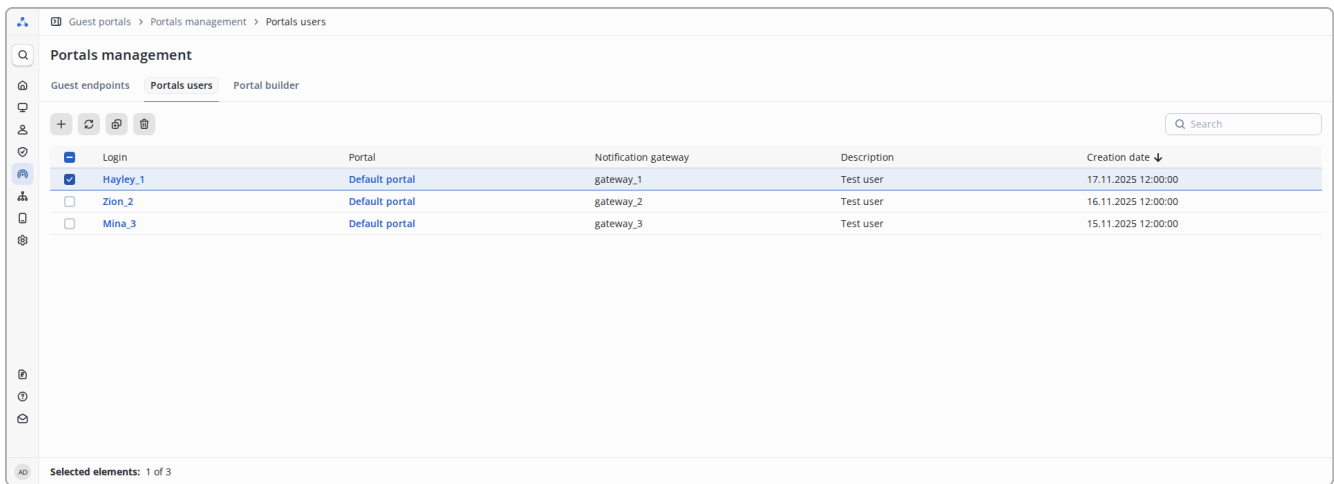 Guest portals > Portals management > Portals users
Portals management
Guest endpoints Portals users Portal builder
Search
Login Portal Notification gateway Description Creation date ↓
Hayley_1 Default portal gateway_1 Test user 17.11.2025 12:00:00
Zion_2 Default portal gateway_2 Test user 16.11.2025 12:00:00
Mina_3 Default portal gateway_3 Test user 15.11.2025 12:00:00
AD Selected elements: 1 of 3